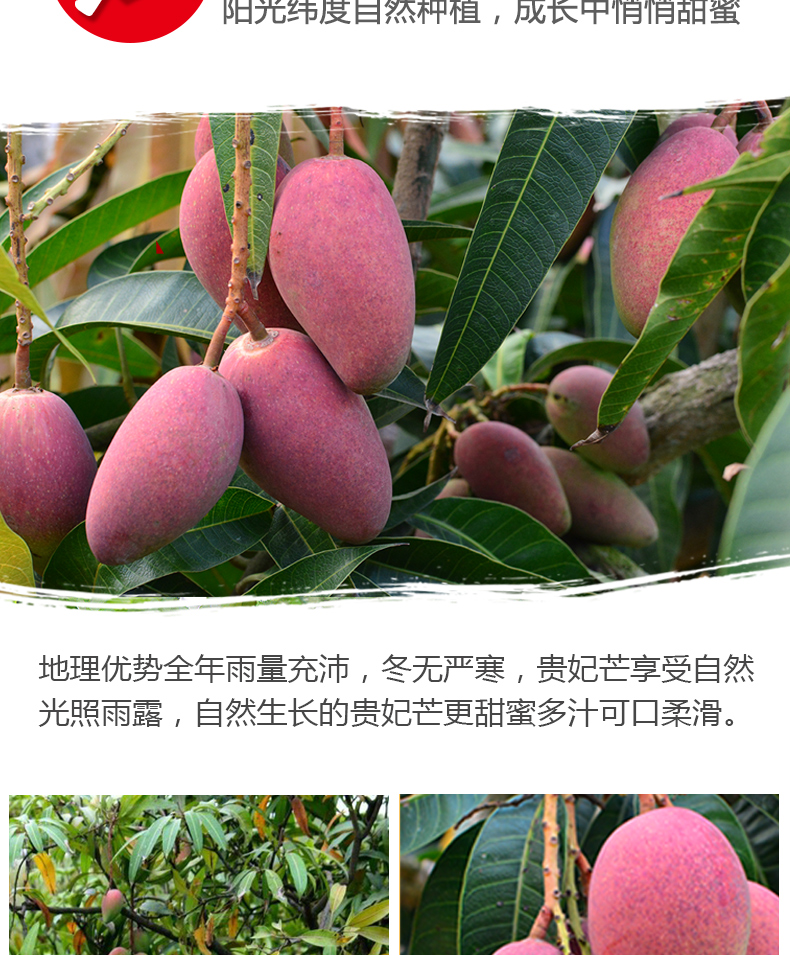 阳光纬度自然种植，成长中悄悄甜蜜
地理优势全年雨量充沛，冬无严寒，贵妃芒享受自然
光照雨露，自然生长的贵妃芒更甜蜜多汁可口柔滑。